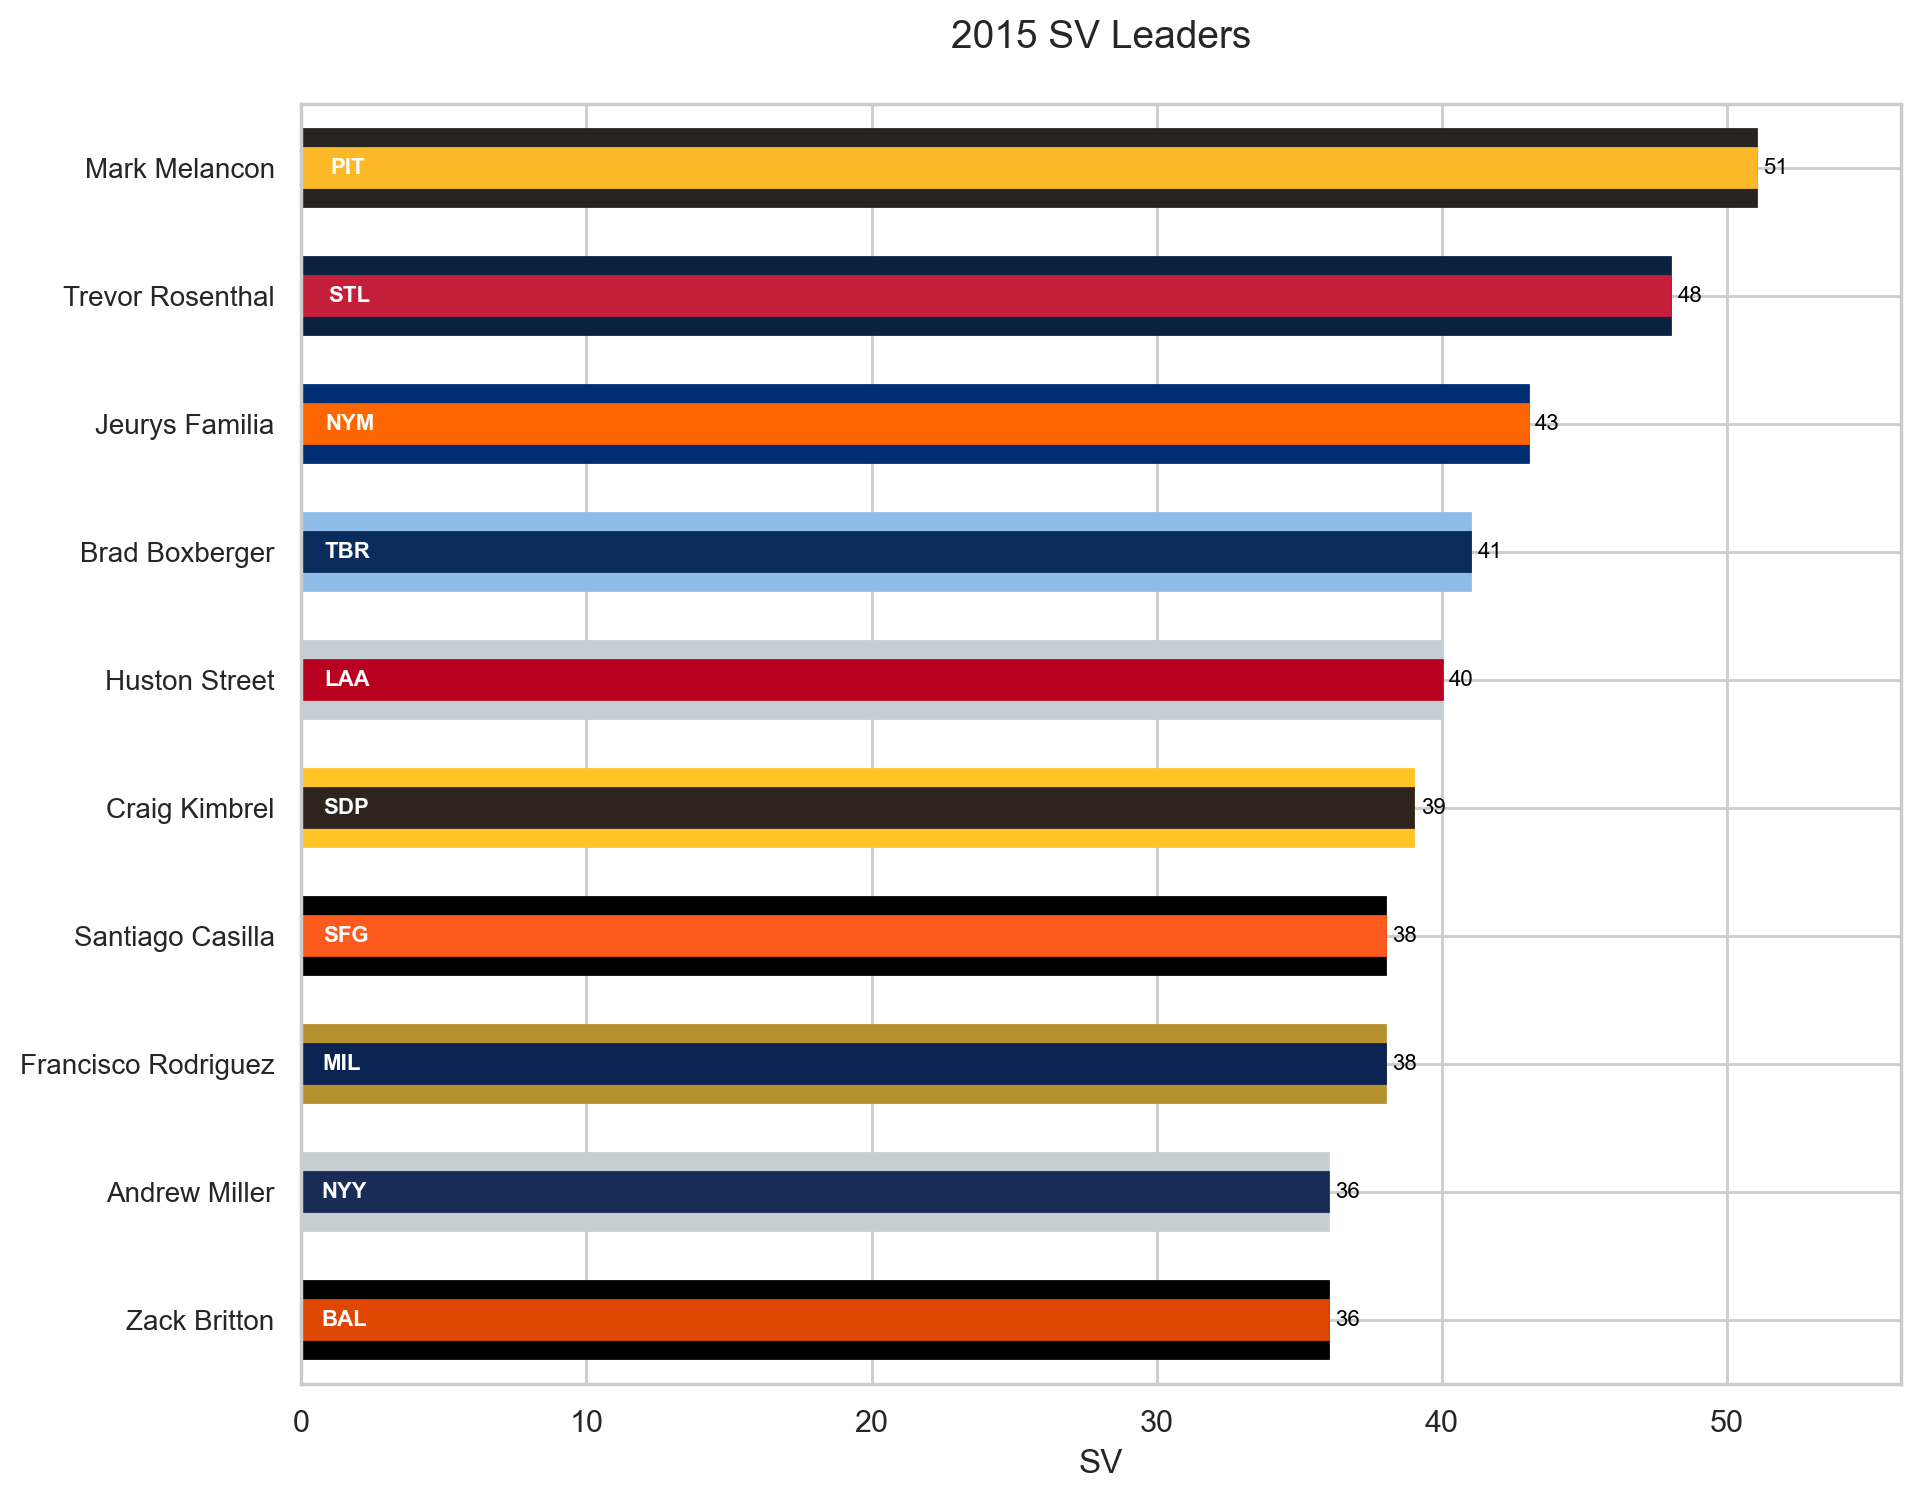 2015 SV Leaders
Mark Melancon PIT 51
Trevor Rosenthal STL 48
Jeurys Familia NYM 43
Brad Boxberger TBR 41
Huston Street LAA 40
Craig Kimbrel SDP 39
Santiago Casilla SFG 38
Francisco Rodriguez MIL 38
Andrew Miller NYY 36
Zack Britton BAL 36
0 10 20 30 40 50
SV